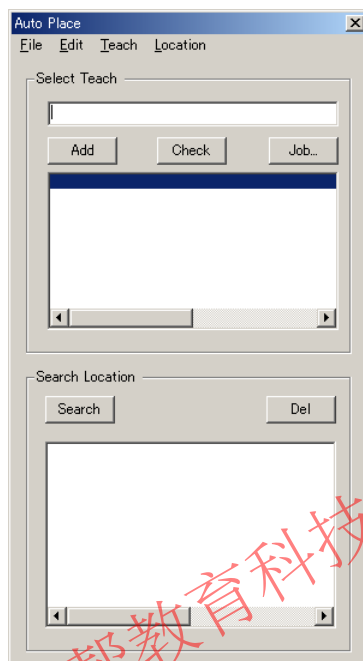 Auto Place
File Edit Teach Location
Select Teach
Add Check Job...
Search Location
Search Del
教育科技